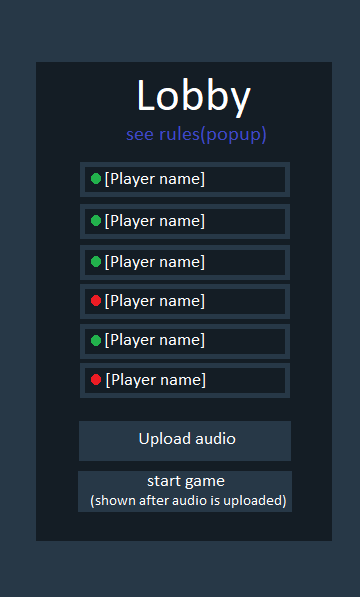 Lobby
see rules(popup)
[Player name]
[Player name]
[Player name]
[Player name]
[Player name]
[Player name]
Upload audio
start game
(shown after audio is uploaded)